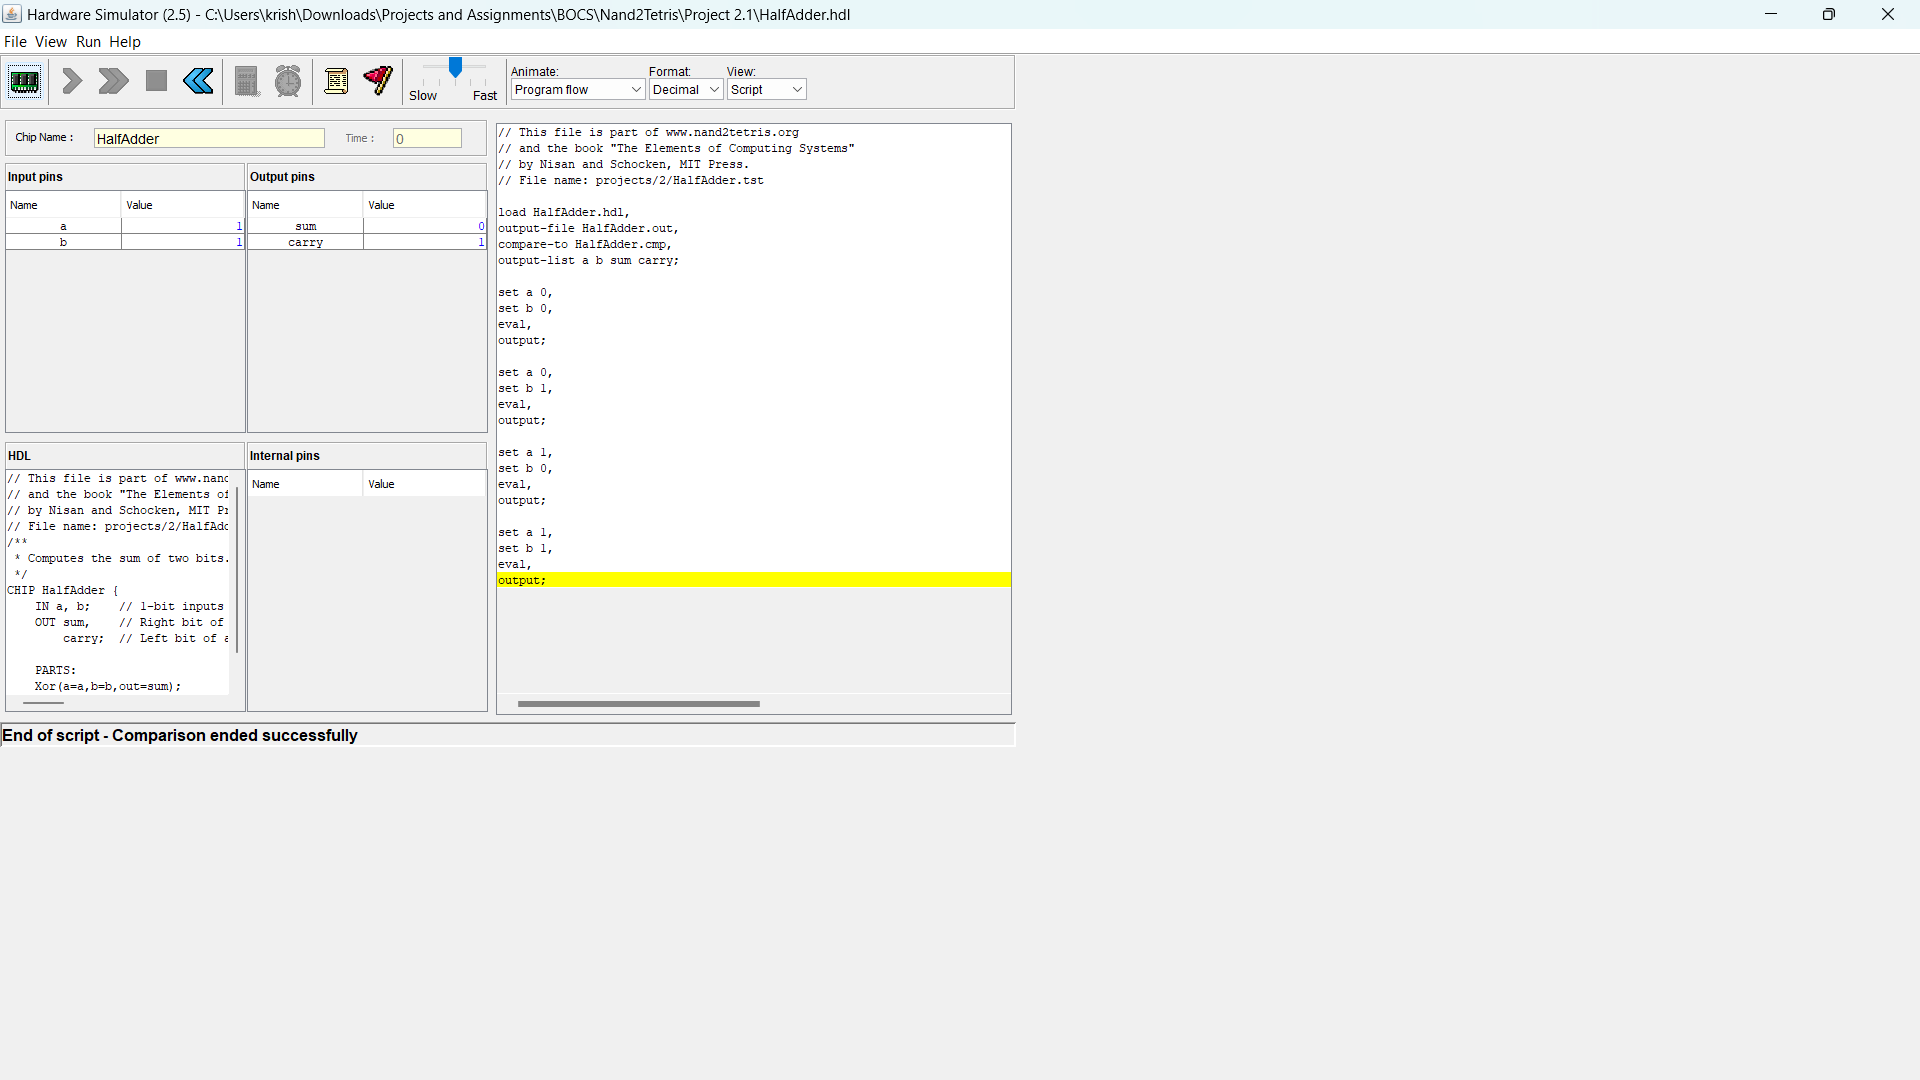 Hardware Simulator (2.5) - C:\Users\krish\Downloads\Projects and Assignments\BOCS\Nand2Tetris\Project 2.1\HalfAdder.hdl
File View Run Help
Slow Fast
Animate: Format: View:
Program flow Decimal Script
Chip Name : HalfAdder Time : 0
Input pins
Name Value
a 1
b 1
Output pins
Name Value
sum 0
carry 1
HDL
// This file is part of www.nand
// and the book "The Elements of
// by Nisan and Schocken, MIT Pr
// File name: projects/2/HalfAdd
/**
* Computes the sum of two bits.
*/
CHIP HalfAdder {
IN a, b; // 1-bit inputs
OUT sum, // Right bit of
carry; // Left bit of a
PARTS:
Xor(a=a,b=b,out=sum);
Internal pins
Name Value
// This file is part of www.nand2tetris.org
// and the book "The Elements of Computing Systems"
// by Nisan and Schocken, MIT Press.
// File name: projects/2/HalfAdder.tst
load HalfAdder.hdl,
output-file HalfAdder.out,
compare-to HalfAdder.cmp,
output-list a b sum carry;
set a 0,
set b 0,
eval,
output;
set a 0,
set b 1,
eval,
output;
set a 1,
set b 0,
eval,
output;
set a 1,
set b 1,
eval,
output;
End of script - Comparison ended successfully